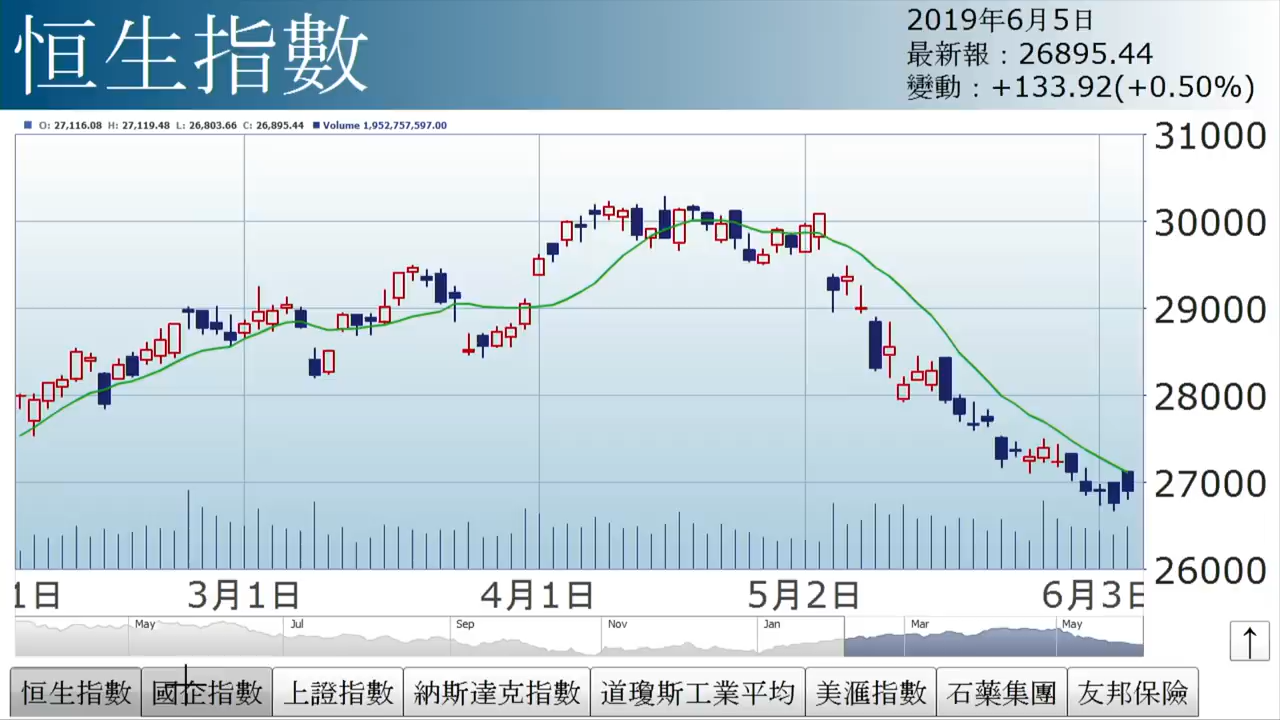 恒生指數
2019年6月5日
最新報：26895.44
變動：+133.92(+0.50%)
O: 27,116.08 H: 27,119.48 L: 26,803.66 C: 26,895.44 Volume 1,952,757,597.00
31000
30000
29000
28000
27000
26000
1日 3月1日 4月1日 5月2日 6月3日
May Jul Sep Nov Jan Mar May
↑
恒生指數 國企指數 上證指數 納斯達克指數 道瓊斯工業平均 美滙指數 石藥集團 友邦保險